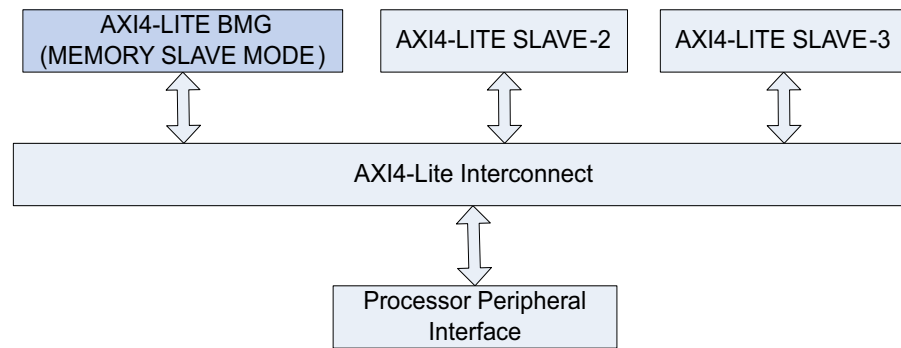 AXI4-LITE BMG
(MEMORY SLAVE MODE)
AXI4-LITE SLAVE-2
AXI4-LITE SLAVE-3
AXI4-Lite Interconnect
Processor Peripheral
Interface